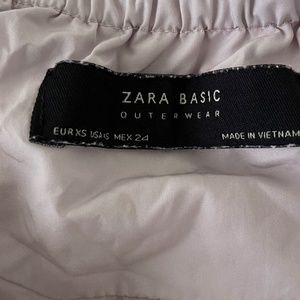 ZARA BASIC
OUTERWEAR
EUR XS USA XS MEX 24 MADE IN VIETNAM